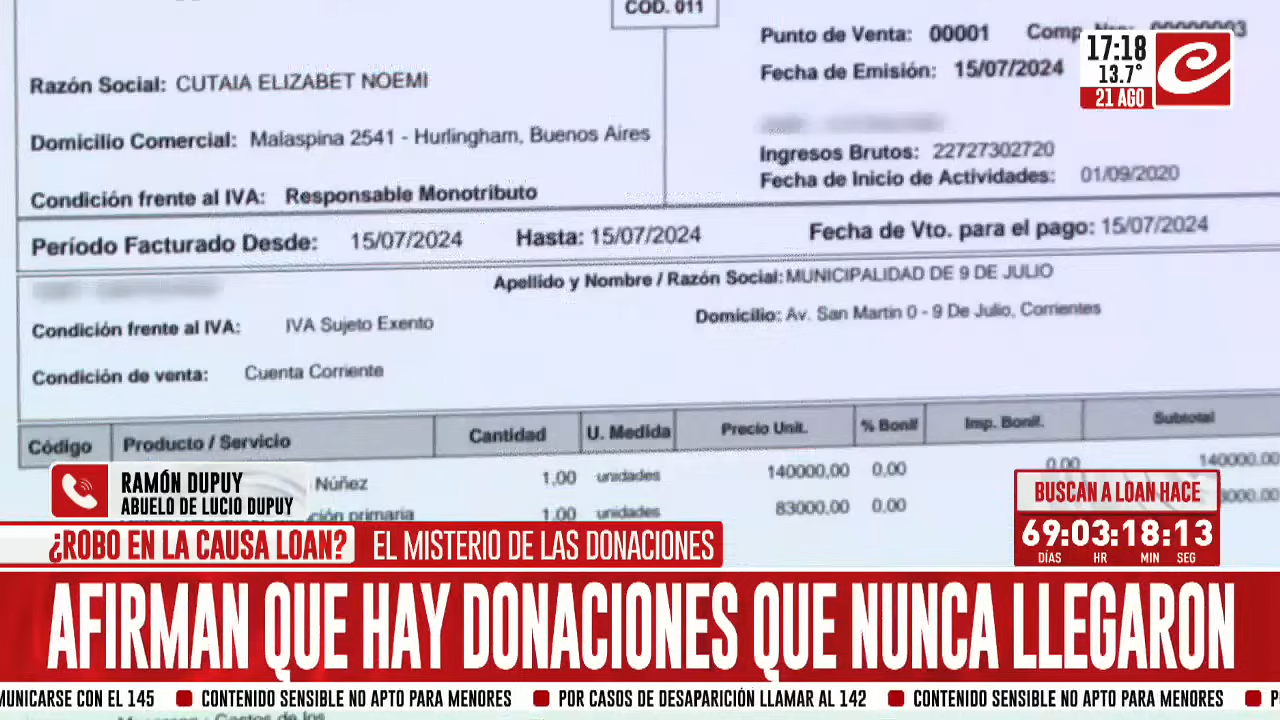 COD. 011
Punto de Venta: 00001
Razón Social: CUTAIA ELIZABET NOEMI
Fecha de Emisión: 15/07/2024
17:18
13.7°
21 AGO
Domicilio Comercial: Malaspina 2541 - Hurlingham, Buenos Aires
Ingresos Brutos: 22727302720
Condición frente al IVA: Responsable Monotributo
Fecha de Inicio de Actividades: 01/09/2020
Período Facturado Desde: 15/07/2024 Hasta: 15/07/2024 Fecha de Vto. para el pago: 15/07/2024
Apellido y Nombre / Razón Social: MUNICIPALIDAD DE 9 DE JULIO
Condición frente al IVA: IVA Sujeto Exento
Domicilio: Av. San Martin 0 - 9 De Julio, Corrientes
Condición de venta: Cuenta Corriente
Código Producto / Servicio Cantidad U. Medida Precio Unit. % Bonif Imp. Bonif. Subtotal
Núñez 1,00 unidades 140000,00 0,00 0,00 140000,00
primaria 1,00 unidades 83000,00 0,00
RAMÓN DUPUY
ABUELO DE LUCIO DUPUY
BUSCAN A LOAN HACE
69:03:18:13
DÍAS HR MIN SEG
¿ROBO EN LA CAUSA LOAN? EL MISTERIO DE LAS DONACIONES
AFIRMAN QUE HAY DONACIONES QUE NUNCA LLEGARON
MUNICARSE CON EL 145 CONTENIDO SENSIBLE NO APTO PARA MENORES POR CASOS DE DESAPARICIÓN LLAMAR AL 142 CONTENIDO SENSIBLE NO APTO PARA MENORES